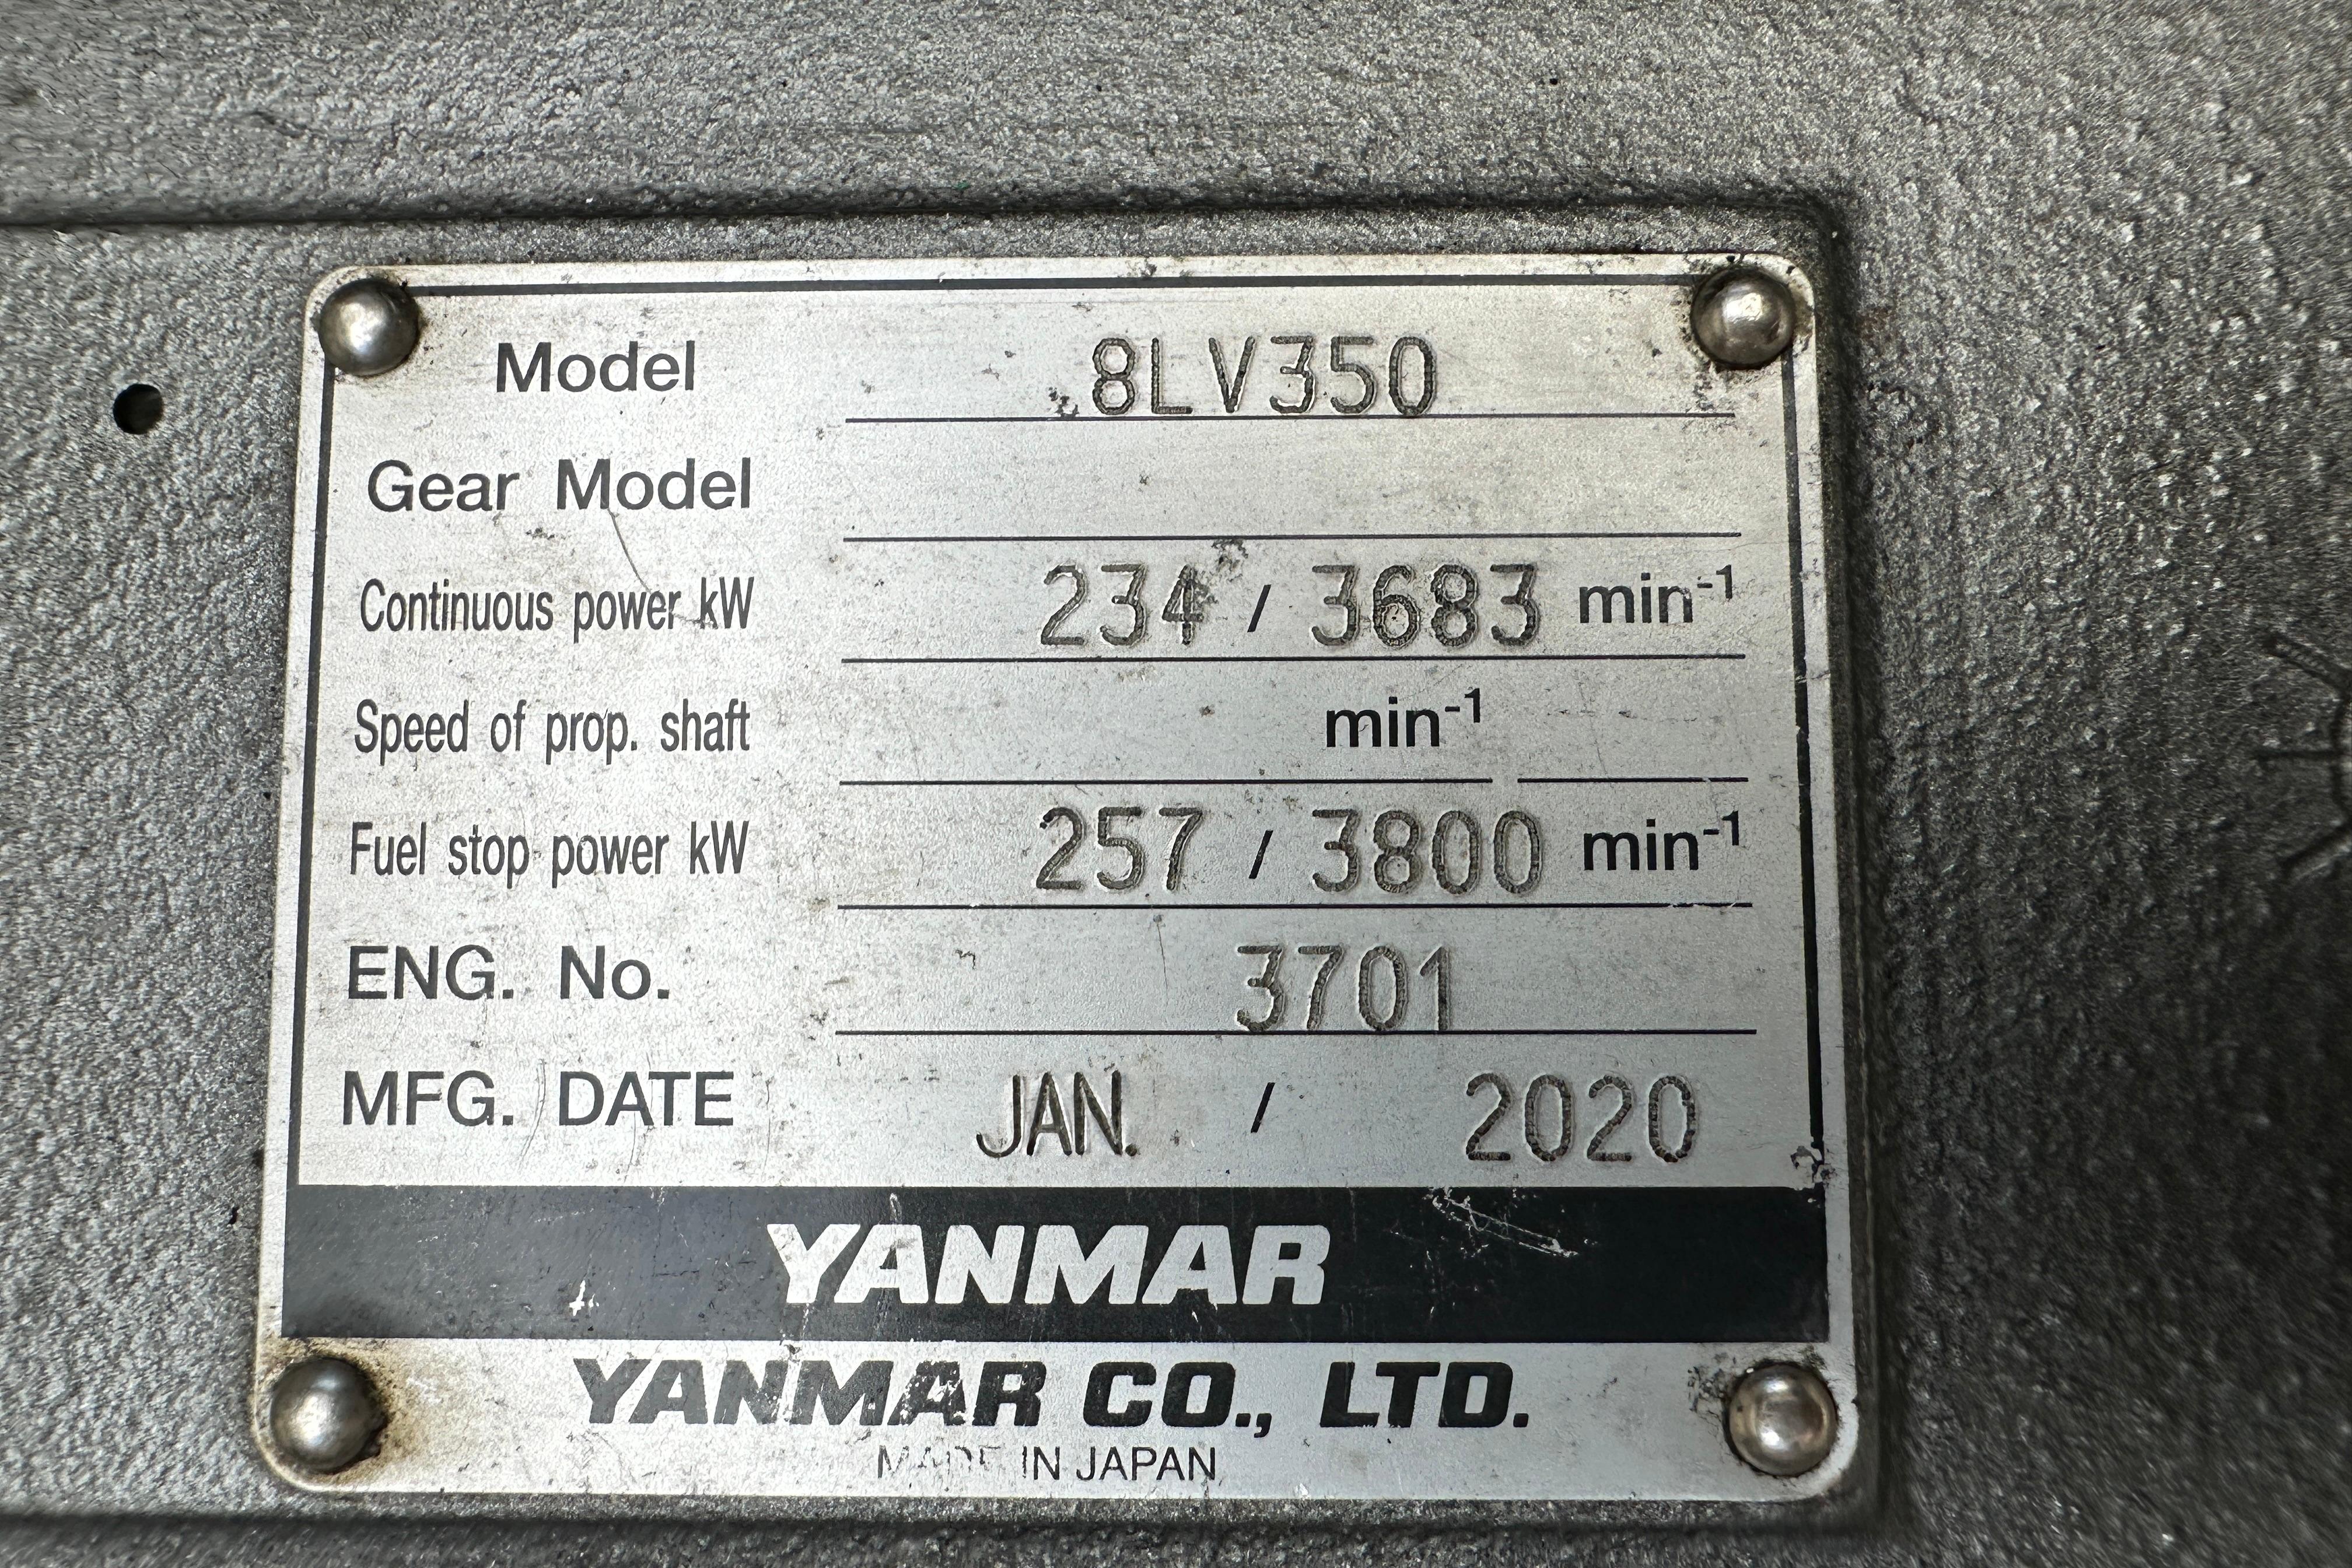 Model 8LV350
Gear Model
Continuous power kW 234 / 3683 min⁻¹
Speed of prop. shaft min⁻¹
Fuel stop power kW 257 / 3800 min⁻¹
ENG. No. 3701
MFG. DATE JAN. / 2020
YANMAR
YANMAR CO., LTD.
MADE IN JAPAN